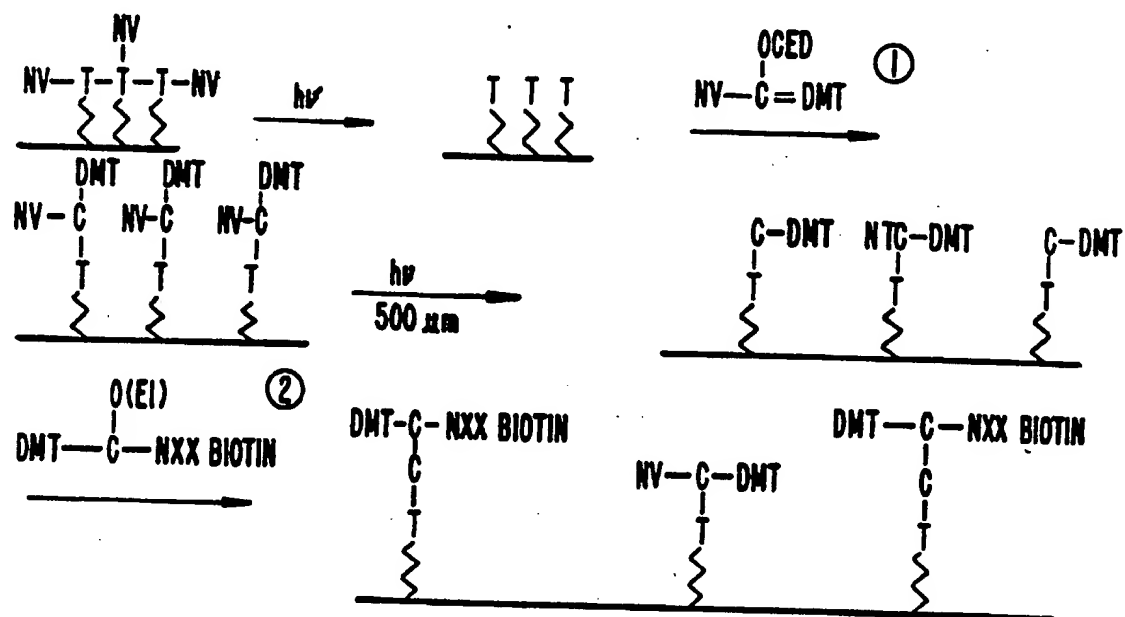 NV
NV—T—T—T—NV
hν
T T T
OCED
NV—C=DMT
①
DMT DMT DMT
NV—C NV—C NV—C
T T T
hν
500 µm
C—DMT NTC—DMT C—DMT
T T T
②
O(EI)
DMT—C—NXX BIOTIN
DMT—C—NXX BIOTIN
C
T
NV—C—DMT
T
DMT—C—NXX BIOTIN
C
T